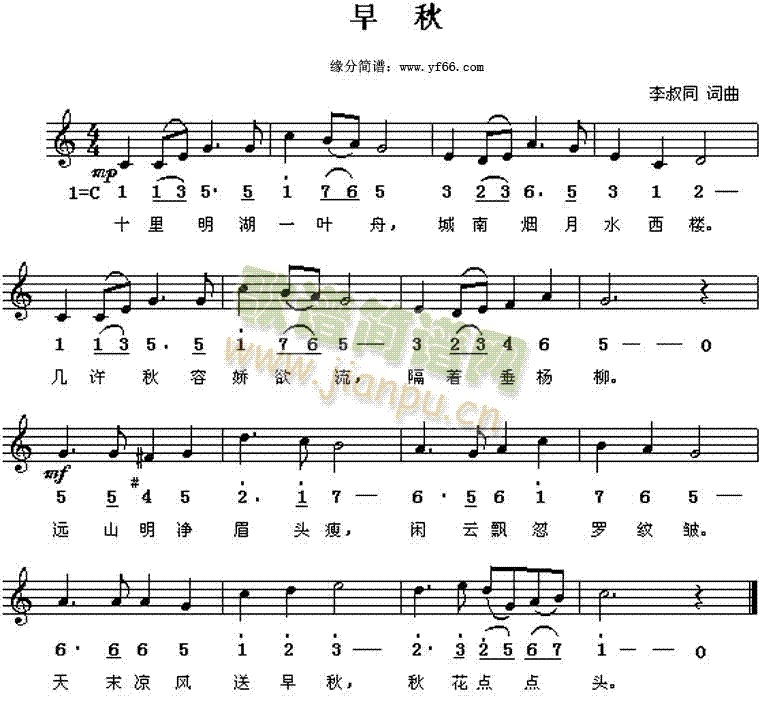 早 秋
缘分简谱：www.yf66.com
李叔同 词曲
mp
1=C 1 1 3 5· 5 1 7 6 5 3 2 3 6· 5 3 1 2—
十 里 明 湖 一 叶 舟， 城 南 烟 月 水 西 楼。
歌谱简谱网
www.jianpu.cn
1 1 3 5· 5 1 7 6 5— 3 2 3 4 6 5—0
几 许 秋 容 娇 欲 流， 隔 着 垂 杨 柳。
mf
5 5 #4 5 2· 1 7— 6· 5 6 1 7 6 5—
远 山 明 净 眉 头 瘦， 闲 云 飘 忽 罗 纹 皱。
6· 6 6 5 1 2 3— 2· 3 2 5 6 7 1—0
天 末 凉 风 送 早 秋， 秋 花 点 点 头。